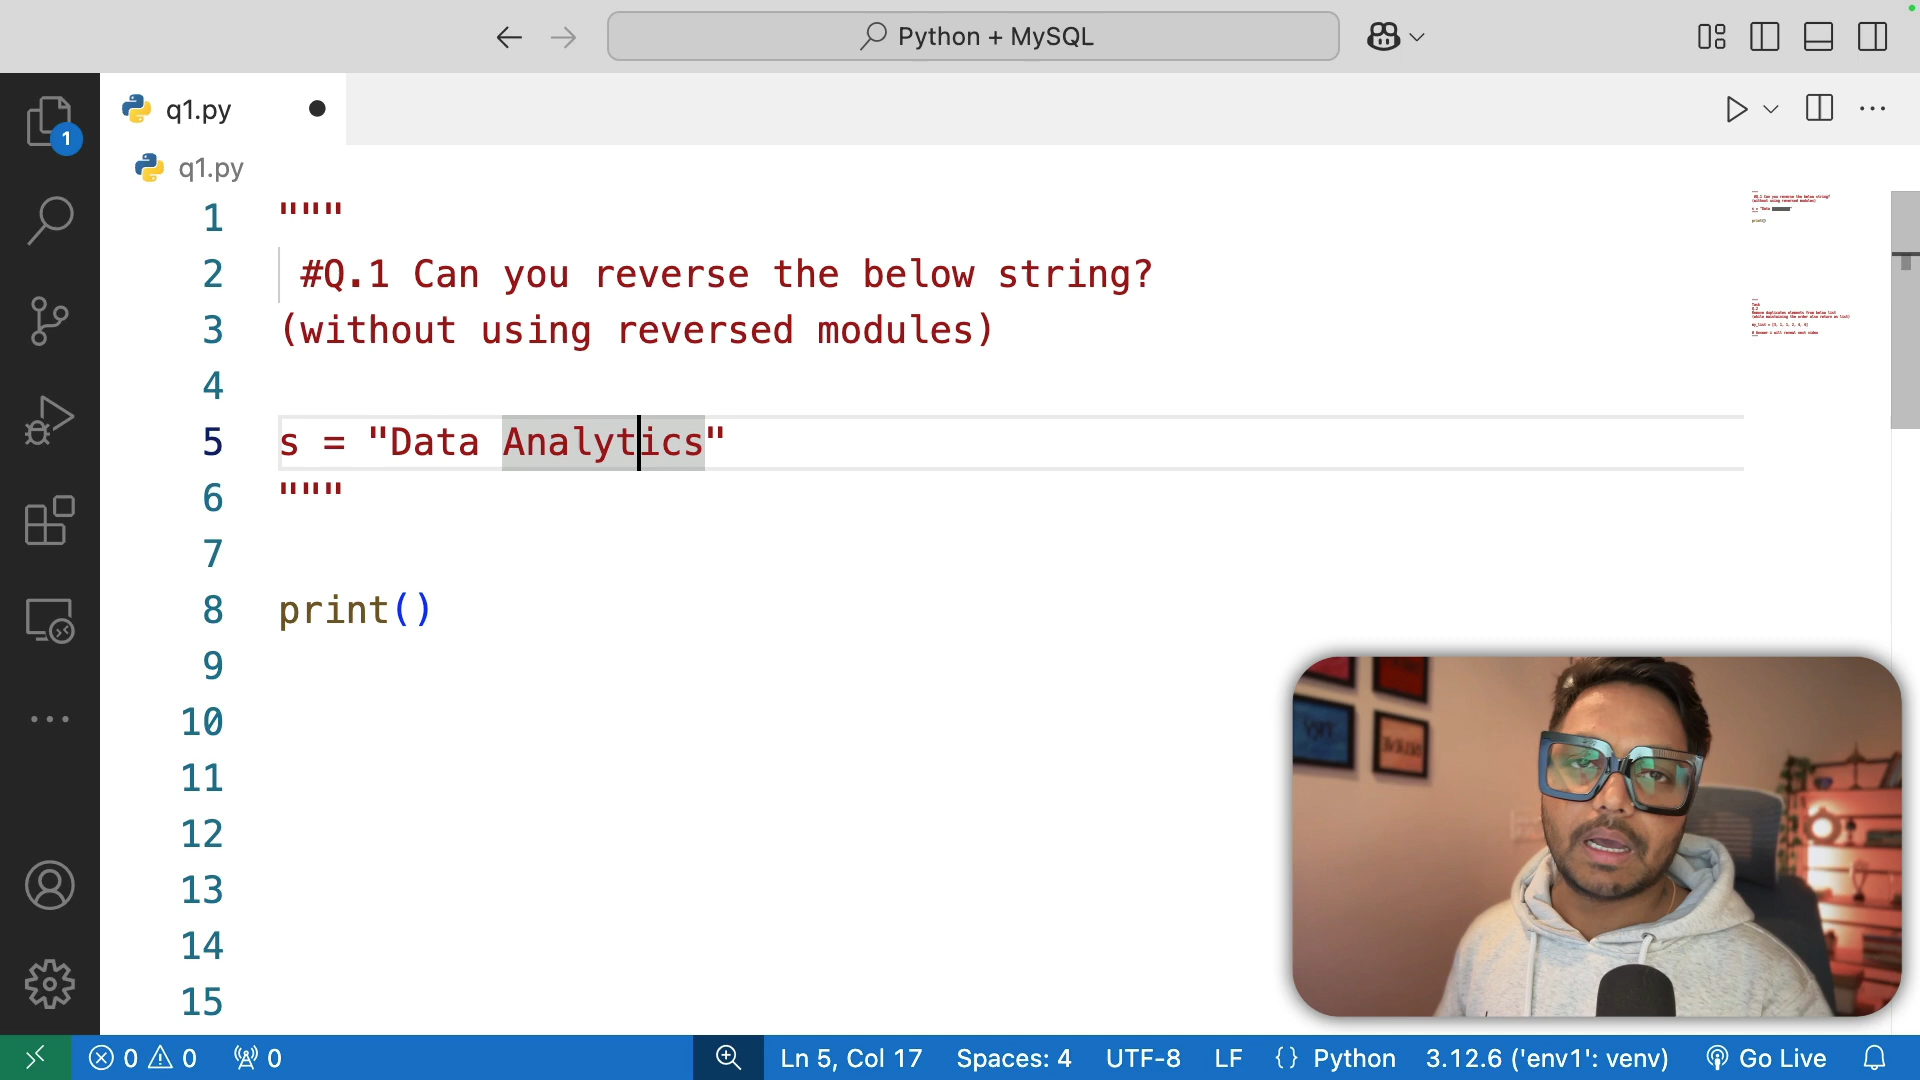 Python + MySQL
q1.py
1
q1.py
1 """
2 #Q.1 Can you reverse the below string?
3 (without using reversed modules)
4
5 s = "Data Analytics"
6 """
7
8 print()
9
10
11
12
13
14
15
0 0 0 Ln 5, Col 17 Spaces: 4 UTF-8 LF {} Python 3.12.6 ('env1': venv) Go Live